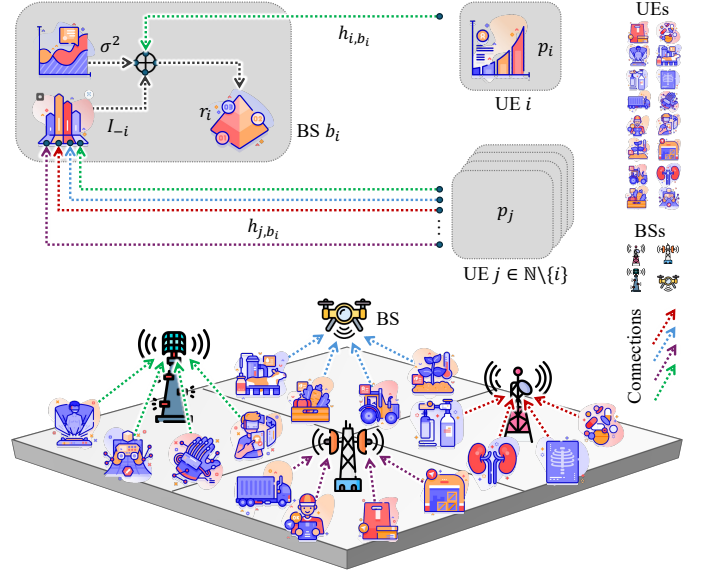 UEs
σ²
h_{i,b_i}
p_i
UE i
I_{−i}
r_i
BS b_i
p_j
h_{j,b_i}
BSs
UE j ∈ ℕ\{i}
BS
Connections